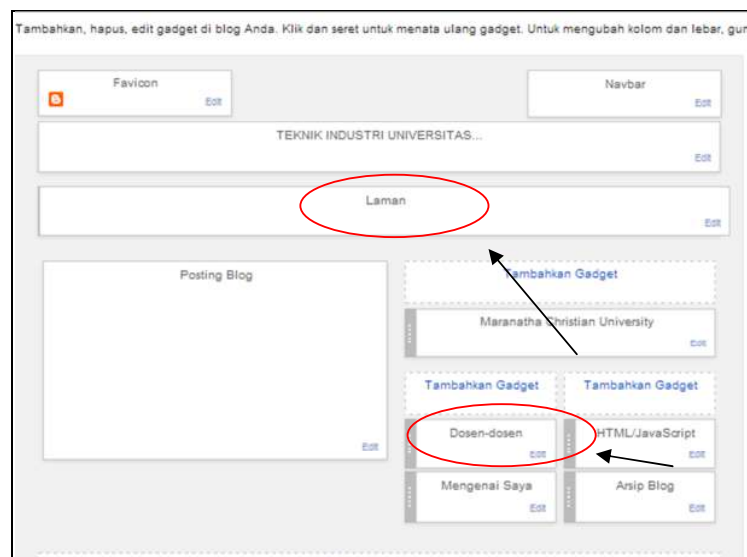 Tambahkan, hapus, edit gadget di blog Anda. Klik dan seret untuk menata ulang gadget. Untuk mengubah kolom dan lebar,
Favicon
Edit
Navbar
Edit
TEKNIK INDUSTRI UNIVERSITAS...
Edit
Laman
Edit
Posting Blog
Edit
Tambahkan Gadget
Maranatha Christian University
Edit
Tambahkan Gadget
Tambahkan Gadget
Dosen-dosen
Edit
HTML/JavaScript
Edit
Mengenai Saya
Edit
Arsip Blog
Edit